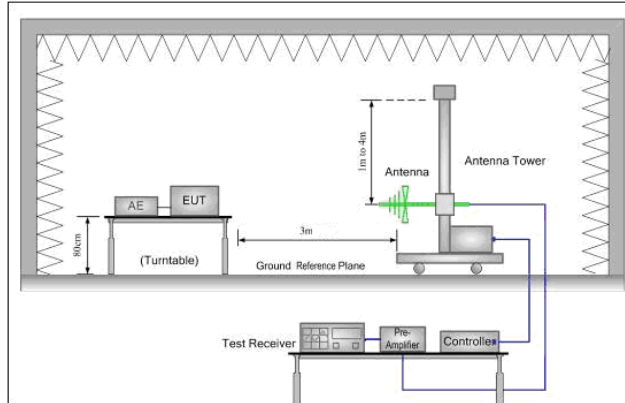 1m to 4m
Antenna
Antenna Tower
AE
EUT
80cm
(Turntable)
3m
Ground Reference Plane
Test Receiver
Pre-
Amplifier
Controller